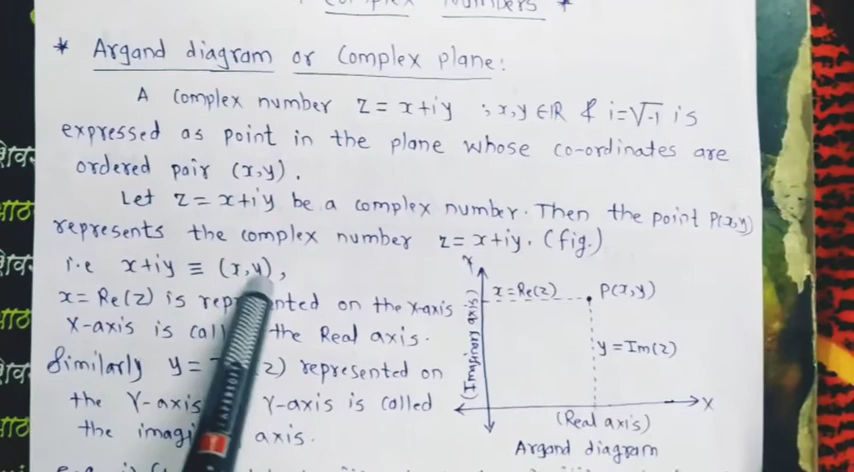 Complex Numbers *
* Argand diagram or Complex plane:
A complex number z = x+iy ; x,y ∈ IR & i=√-1 is
expressed as point in the plane whose co-ordinates are
ordered pair (x,y).
Let z = x+iy be a complex number. Then the point P(x,y)
represents the complex number z = x+iy. (fig.)
i.e x+iy ≡ (x,y),
x = Re(z) is represented on the X-axis
X-axis is called the Real axis.
Similarly y = z) represented on
the Y-axis Y-axis is called
the imagi axis.
Y
(Imaginary axis)
x=Re(z)
P(x,y)
y=Im(z)
X
(Real axis)
Argand diagram